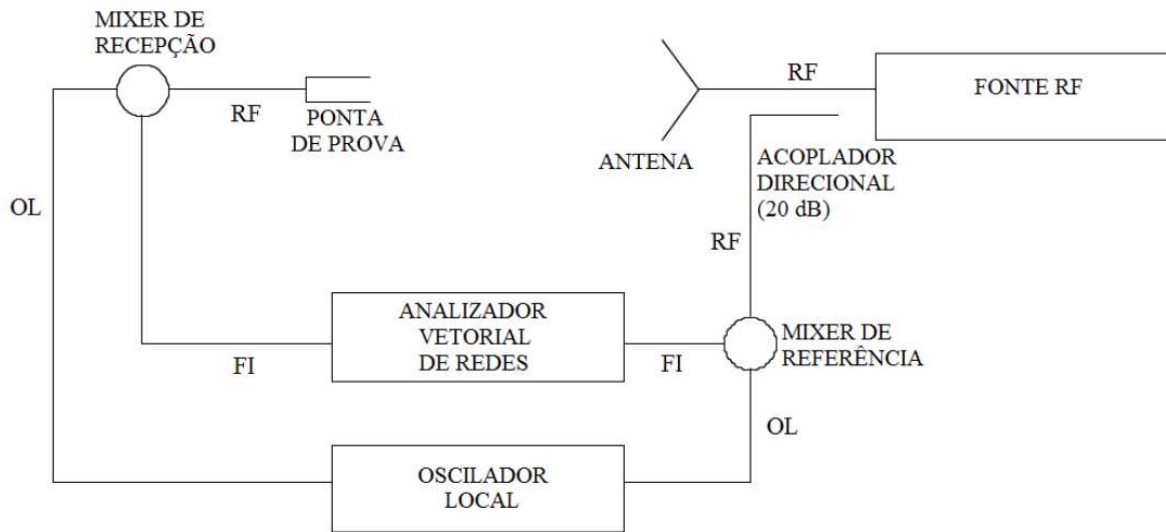 MIXER DE
RECEPÇÃO
RF
PONTA
DE PROVA
RF
FONTE RF
ANTENA
ACOPLADOR
DIRECIONAL
(20 dB)
OL
RF
ANALIZADOR
VETORIAL
DE REDES
FI
FI
MIXER DE
REFERÊNCIA
OL
OSCILADOR
LOCAL